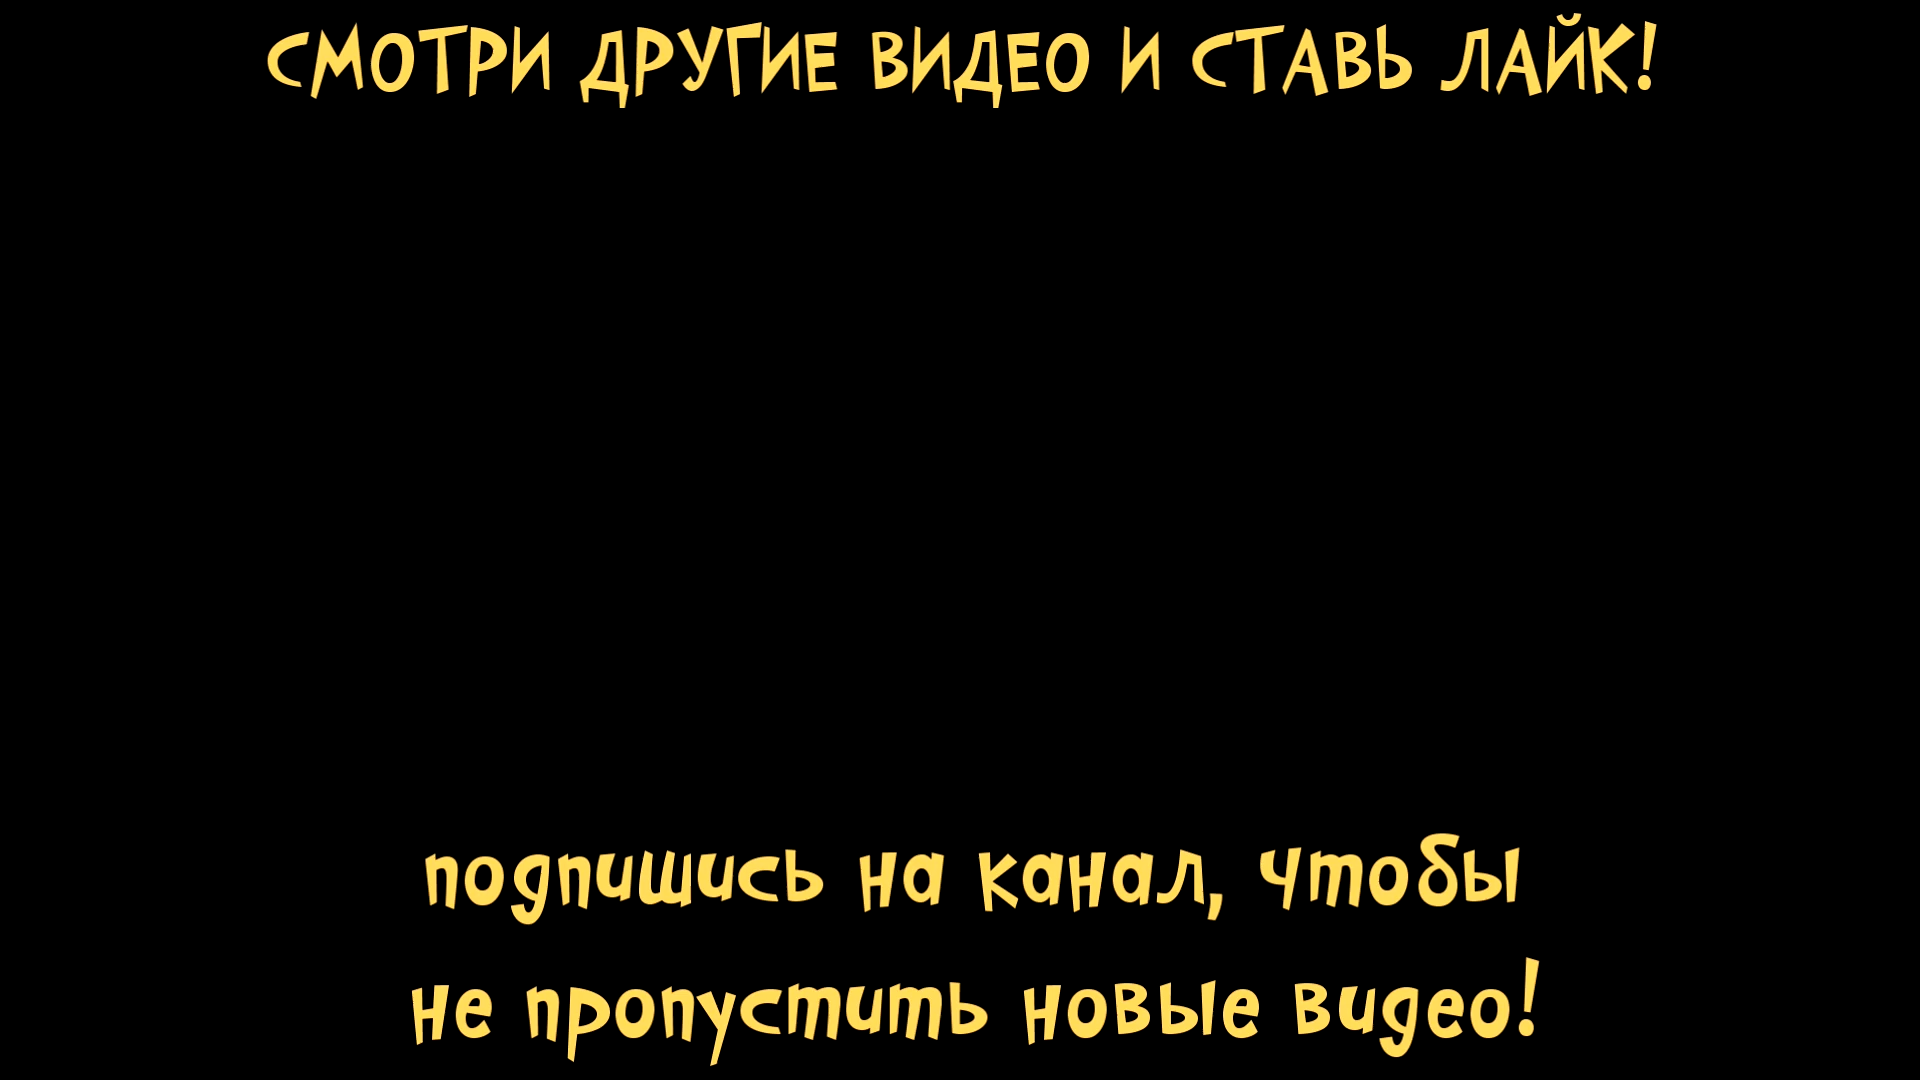 СМОТРИ ДРУГИЕ ВИДЕО И СТАВЬ ЛАЙК!
подпишись на канал, чтобы
не пропустить новые видео!